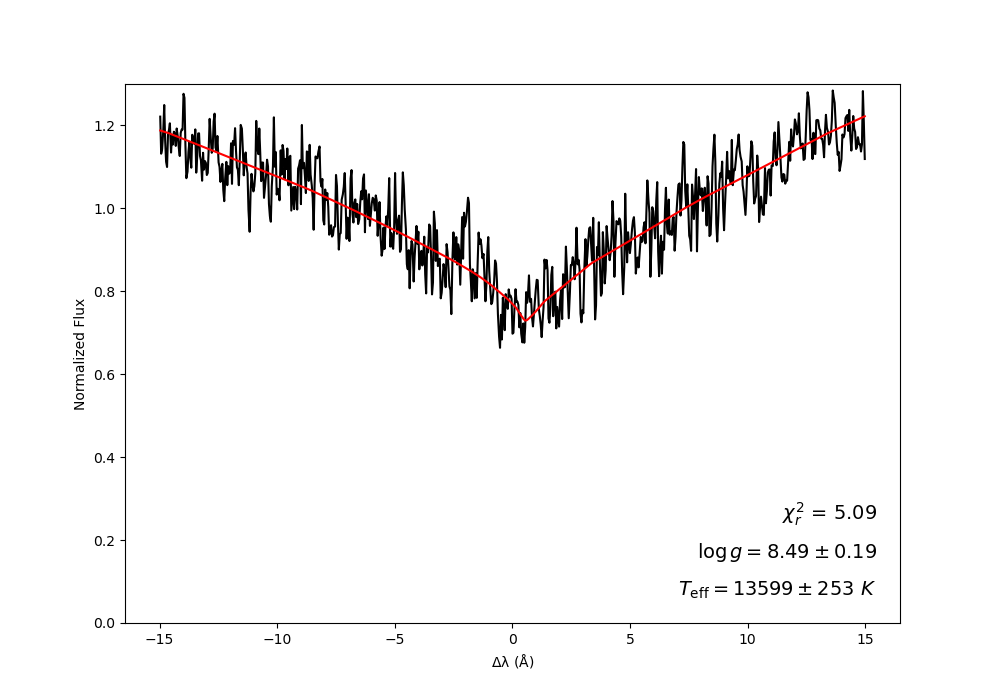 1.2
1.0
0.8
0.6
0.4
0.2
0.0
Normalized Flux
χ²ᵣ = 5.09
log g = 8.49 ± 0.19
T_eff = 13599 ± 253 K
−15 −10 −5 0 5 10 15
Δλ (Å)